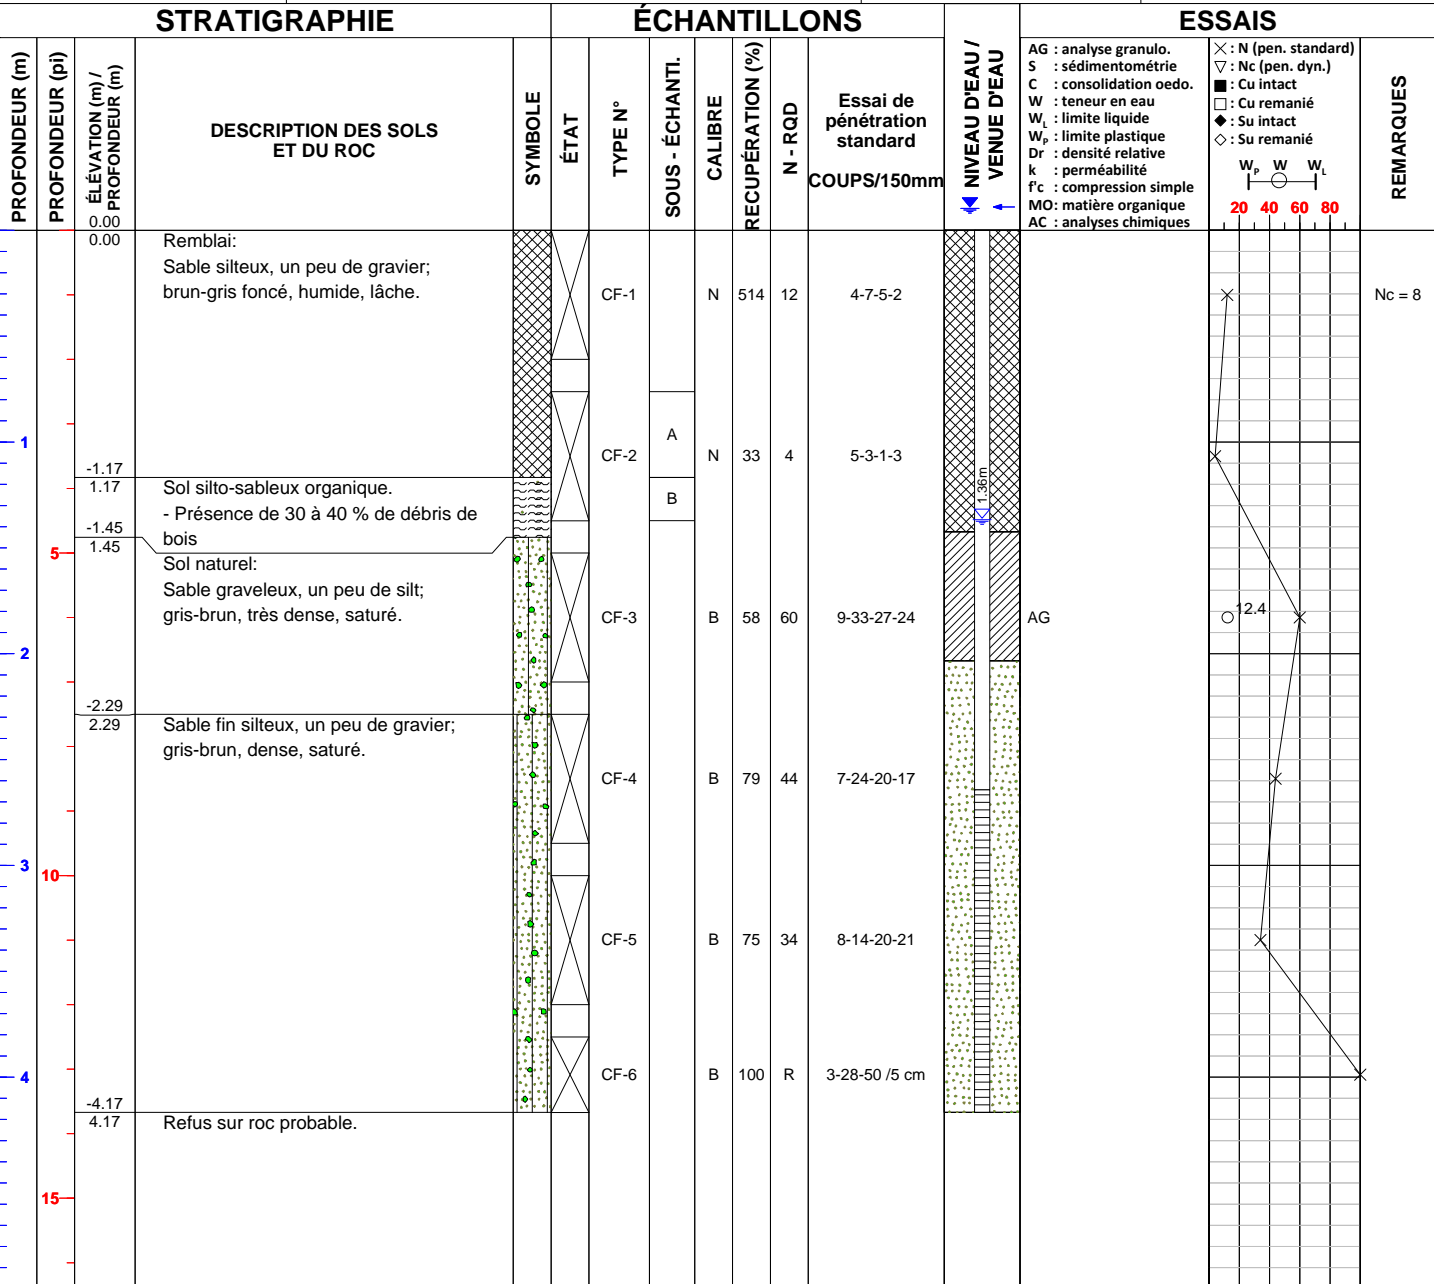 STRATIGRAPHIE
ÉCHANTILLONS
ESSAIS
PROFONDEUR (m)
PROFONDEUR (pi)
ÉLÉVATION (m) /
PROFONDEUR (m)
DESCRIPTION DES SOLS
ET DU ROC
SYMBOLE
ÉTAT
TYPE N°
SOUS - ÉCHANTI.
CALIBRE
RECUPÉRATION (%)
N - RQD
Essai de
pénétration
standard
COUPS/150mm
NIVEAU D'EAU /
VENUE D'EAU
AG : analyse granulo.
S : sédimentométrie
C : consolidation oedo.
W : teneur en eau
WL : limite liquide
WP : limite plastique
Dr : densité relative
k : perméabilité
f'c : compression simple
MO: matière organique
AC : analyses chimiques
: N (pen. standard)
: Nc (pen. dyn.)
: Cu intact
: Cu remanié
: Su intact
: Su remanié
WP W WL
20 40 60 80
REMARQUES
0.00
0.00
Remblai:
Sable silteux, un peu de gravier;
brun-gris foncé, humide, lâche.
CF-1 N 514 12 4-7-5-2
Nc = 8
1
A
CF-2 N 33 4 5-3-1-3
-1.17
1.17
Sol silto-sableux organique.
- Présence de 30 à 40 % de débris de
bois
B
1.36m
-1.45
1.45
5
Sol naturel:
Sable graveleux, un peu de silt;
gris-brun, très dense, saturé.
CF-3 B 58 60 9-33-27-24
AG
12.4
2
-2.29
2.29
Sable fin silteux, un peu de gravier;
gris-brun, dense, saturé.
CF-4 B 79 44 7-24-20-17
3
10
CF-5 B 75 34 8-14-20-21
4
CF-6 B 100 R 3-28-50 /5 cm
-4.17
4.17
Refus sur roc probable.
15